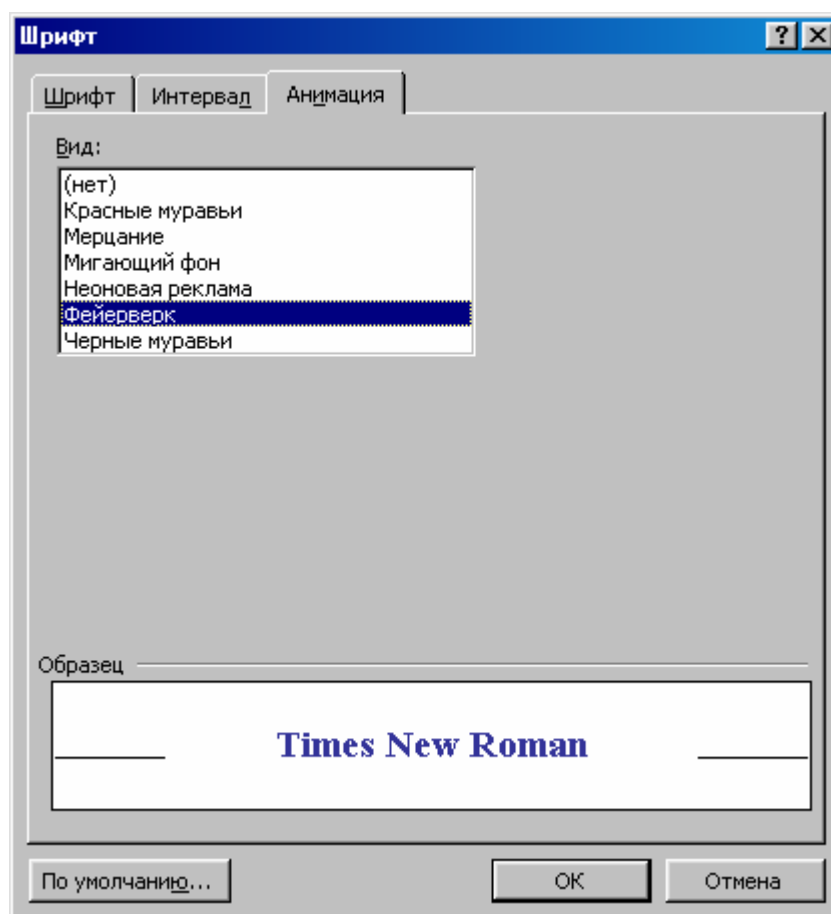 Шрифт
Шрифт Интервал Анимация
Вид:
(нет)
Красные муравьи
Мерцание
Мигающий фон
Неоновая реклама
Фейерверк
Черные муравьи
Образец
Times New Roman
По умолчанию... ОК Отмена